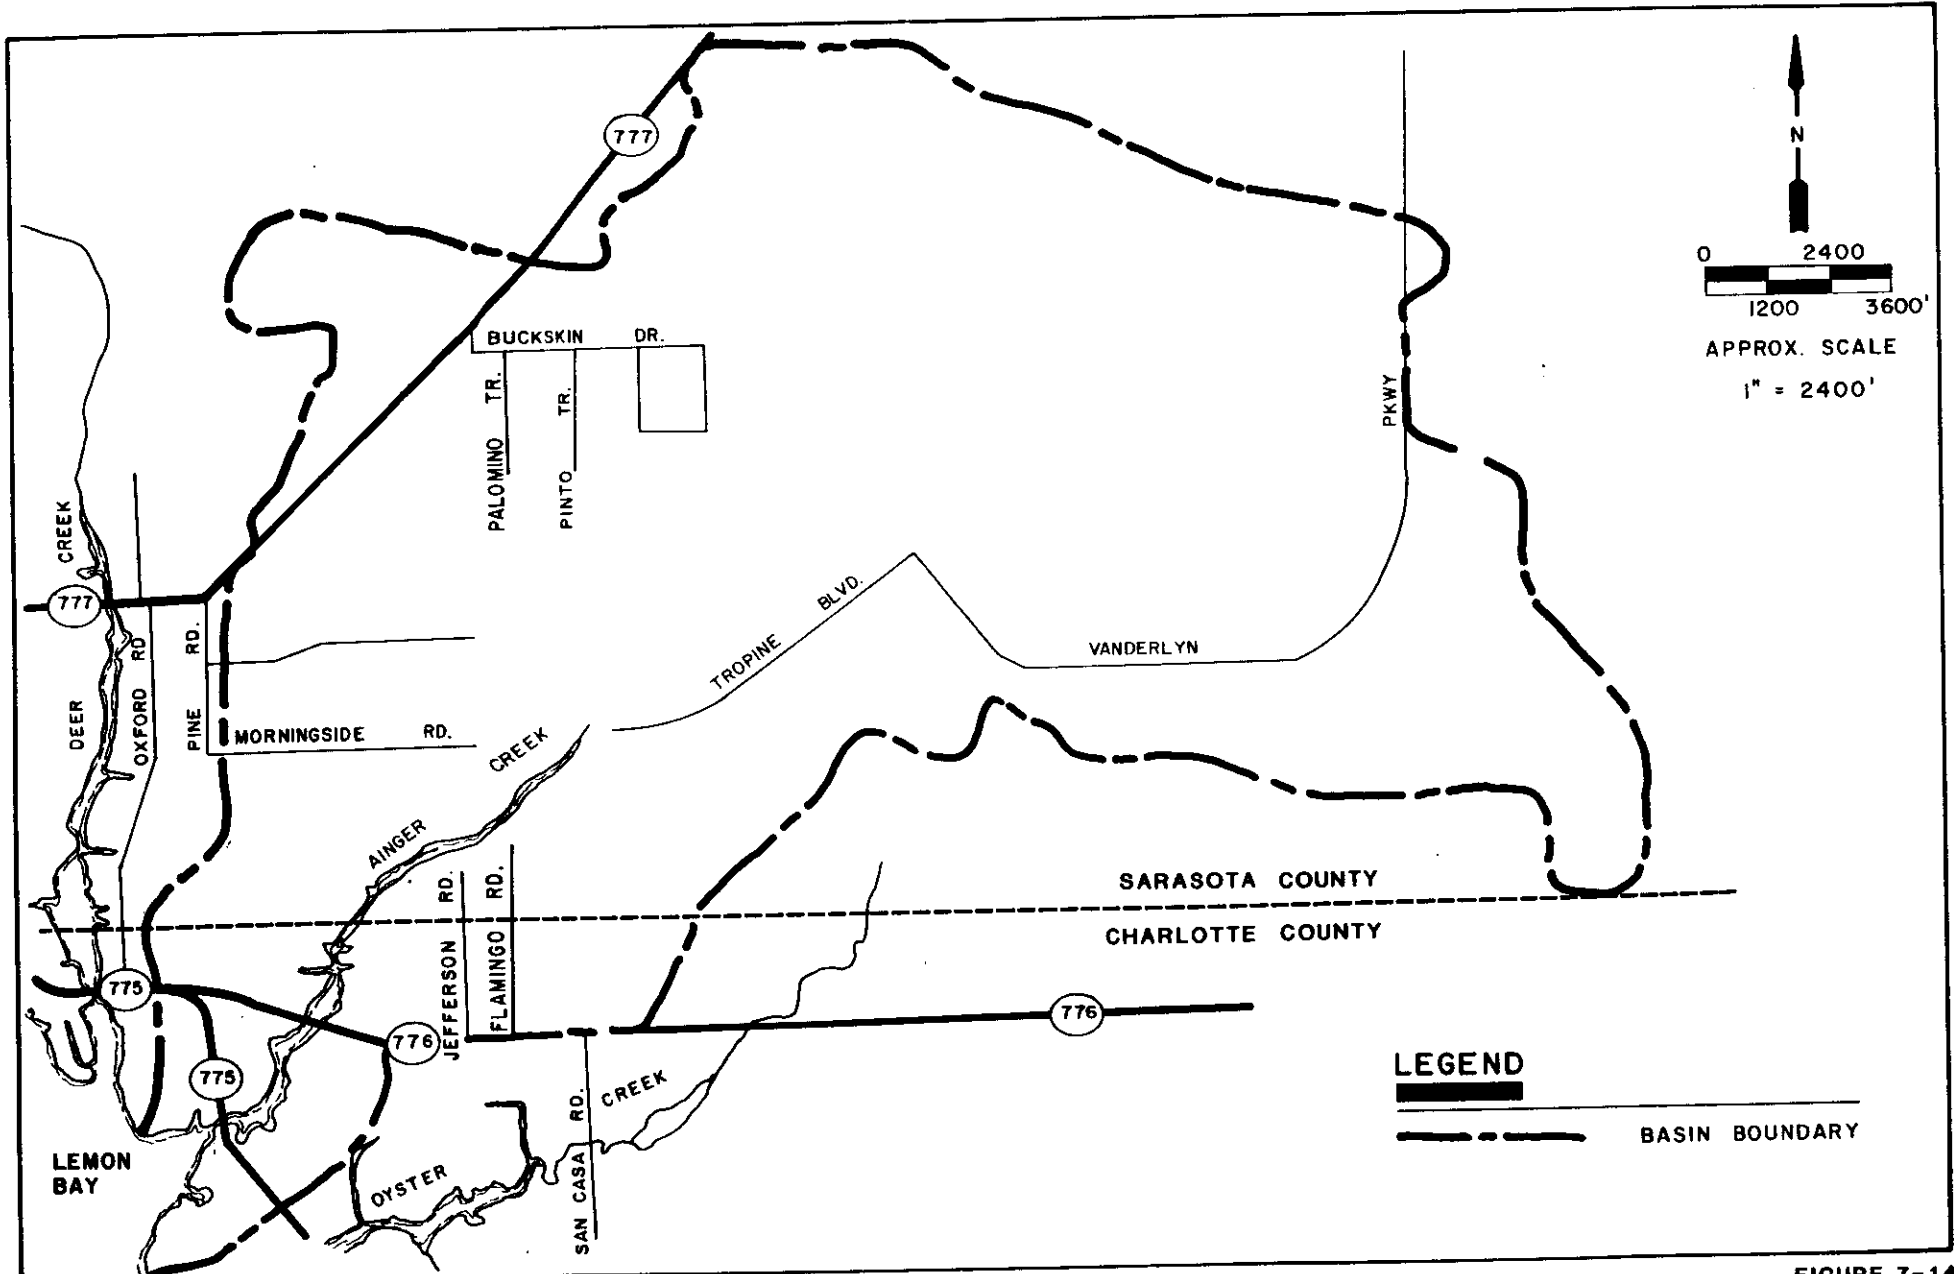 777
N
0 2400
1200 3600'
APPROX. SCALE
1" = 2400'
BUCKSKIN DR.
PALOMINO TR.
PINTO TR.
PKWY
CREEK
777
DEER
OXFORD RD
PINE RD.
MORNINGSIDE RD.
TROPINE BLVD.
VANDERLYN
AINGER CREEK
JEFFERSON RD.
FLAMINGO RD.
SARASOTA COUNTY
CHARLOTTE COUNTY
775
776
776
775
LEMON
BAY
OYSTER CREEK
SAN CASA RD.
LEGEND
BASIN BOUNDARY